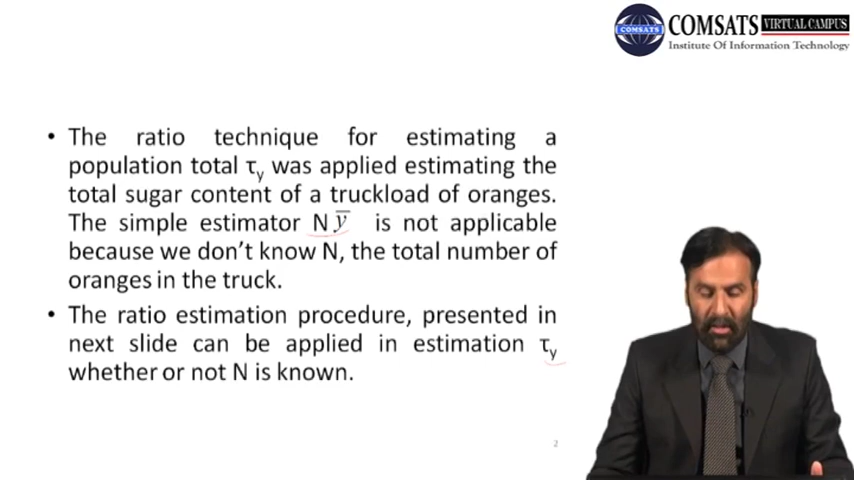 COMSATS
COMSATS VIRTUAL CAMPUS
Institute Of Information Technology
• The ratio technique for estimating a
population total τy was applied estimating the
total sugar content of a truckload of oranges.
The simple estimator N ȳ is not applicable
because we don't know N, the total number of
oranges in the truck.
• The ratio estimation procedure, presented in
next slide can be applied in estimation τy
whether or not N is known.
2